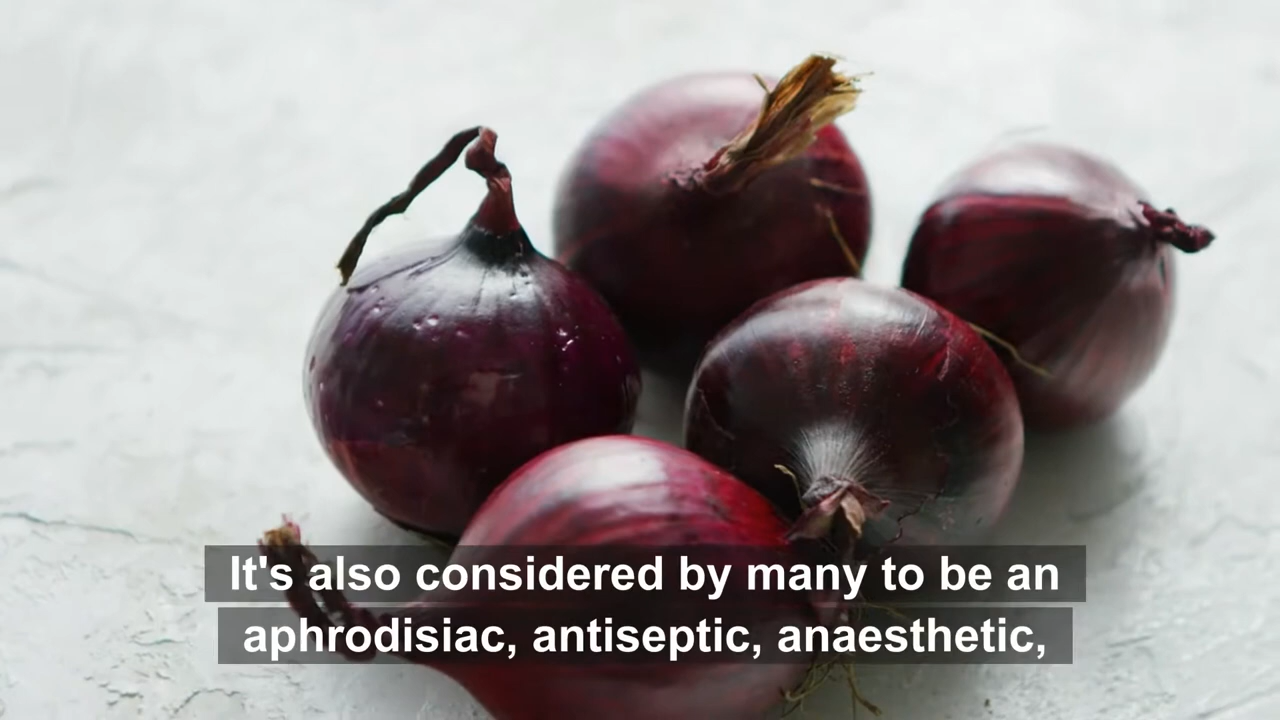 It's also considered by many to be an
aphrodisiac, antiseptic, anaesthetic,